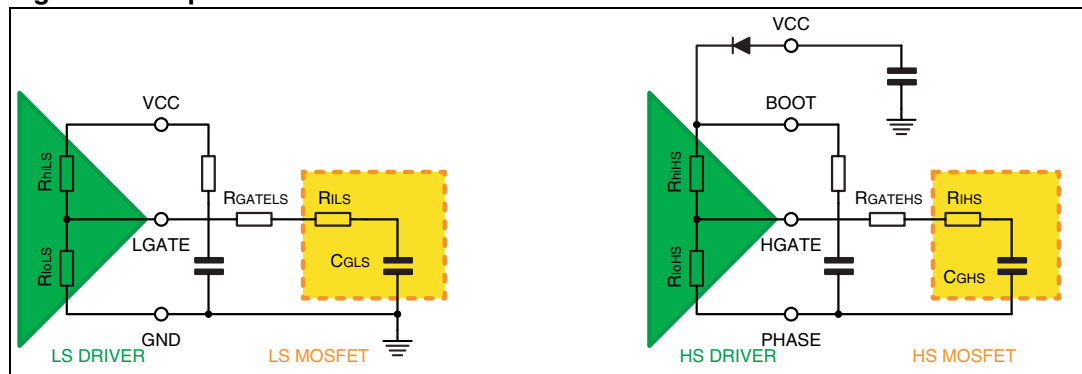 VCC
RhiLS
RGATELS
RILS
LGATE
CGLS
RloLS
GND
LS DRIVER
LS MOSFET
VCC
BOOT
RhiHS
RGATEHS
RIHS
HGATE
CGHS
RloHS
PHASE
HS DRIVER
HS MOSFET